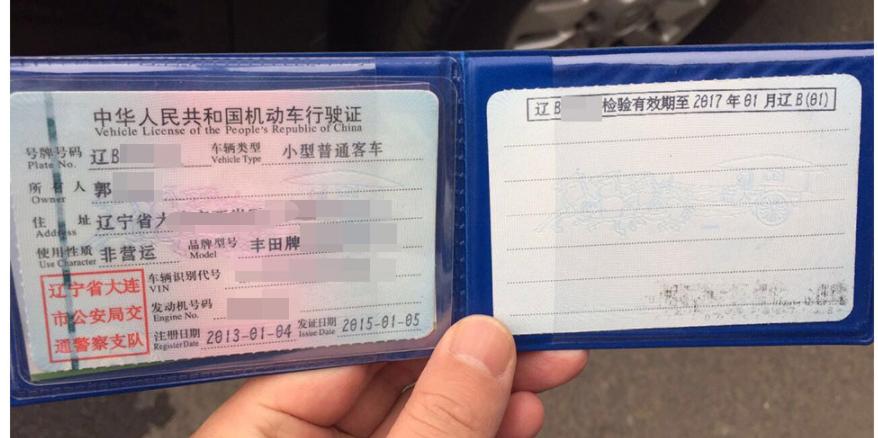 中华人民共和国机动车行驶证
Vehicle License of the People's Republic of China
号牌号码 辽B 车辆类型 小型普通客车
Plate No. Vehicle Type
所有人 郭
Owner
住 址 辽宁省大
Address
使用性质 非营运 品牌型号 丰田牌
Use Character Model
辽宁省大连
市公安局交
通警察支队
车辆识别代号
VIN
发动机号码
Engine No.
注册日期 2013-01-04 发证日期 2015-01-05
Register Date Issue Date
辽B 检验有效期至2017年01月辽B(01)